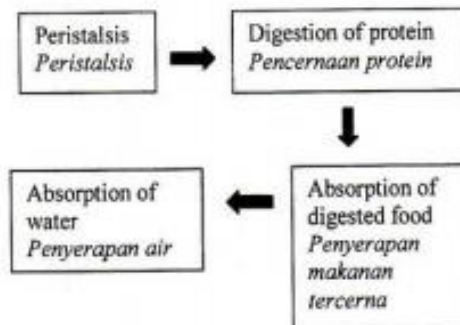 Peristalsis
Peristalsis
Digestion of protein
Pencernaan protein
Absorption of
digested food
Penyerapan
makanan
tercerna
Absorption of
water
Penyerapan air